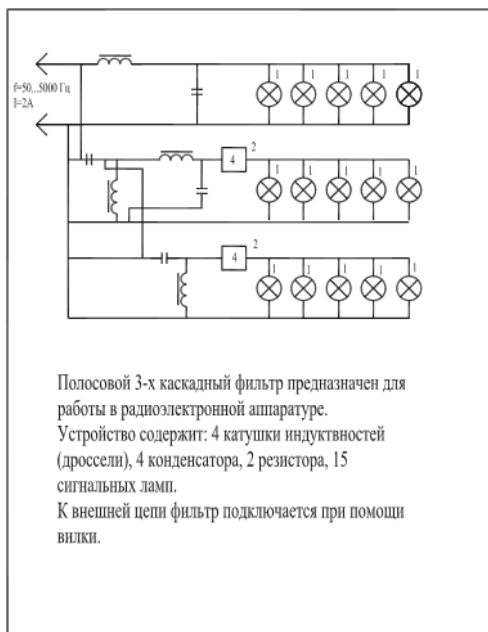 1 1 1 1 1
f=50...5000 Гц
I=2А
4 2
1 1 1 1 1
4 2
1 1 1 1 1
Полосовой 3-х каскадный фильтр предназначен для
работы в радиоэлектронной аппаратуре.
Устройство содержит: 4 катушки индуктвностей
(дроссели), 4 конденсатора, 2 резистора, 15
сигнальных ламп.
К внешней цепи фильтр подключается при помощи
вилки.